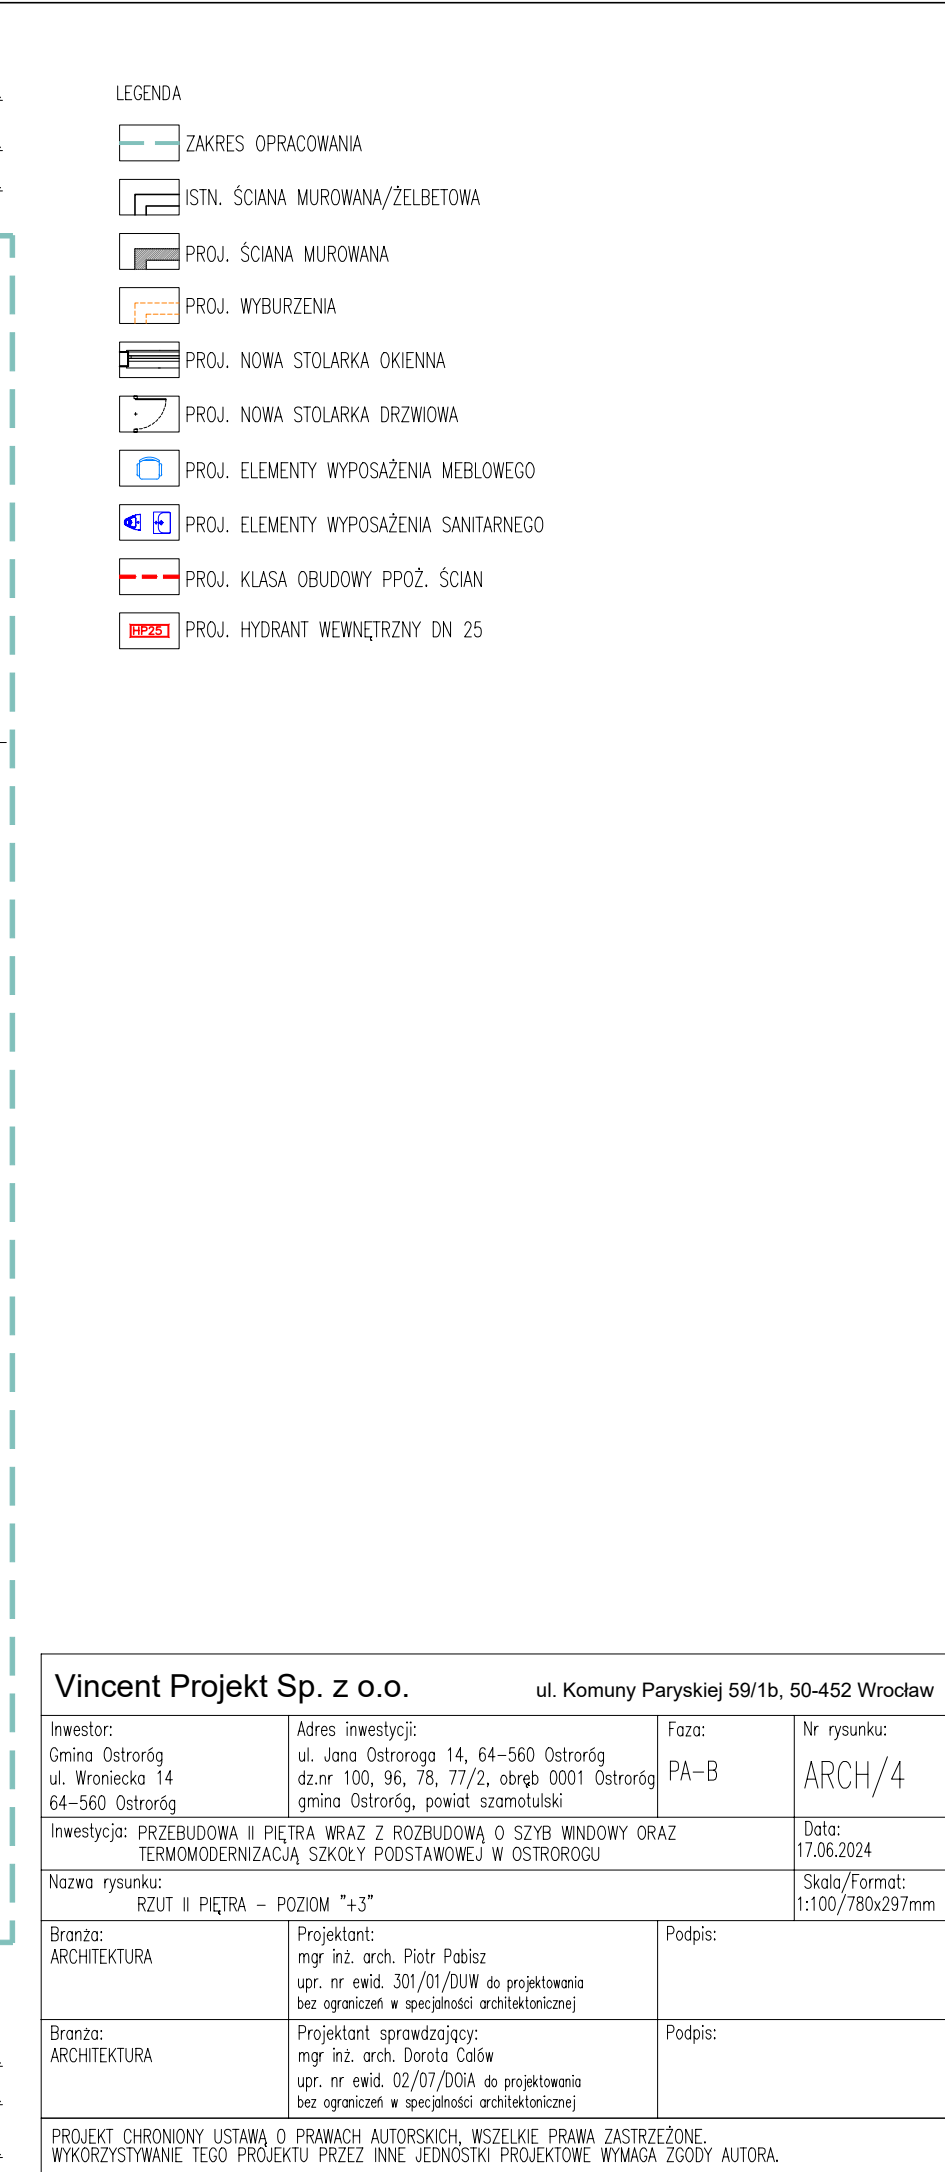 LEGENDA
ZAKRES OPRACOWANIA
ISTN. ŚCIANA MUROWANA/ŻELBETOWA
PROJ. ŚCIANA MUROWANA
PROJ. WYBURZENIA
PROJ. NOWA STOLARKA OKIENNA
PROJ. NOWA STOLARKA DRZWIOWA
PROJ. ELEMENTY WYPOSAŻENIA MEBLOWEGO
PROJ. ELEMENTY WYPOSAŻENIA SANITARNEGO
PROJ. KLASA OBUDOWY PPOŻ. ŚCIAN
HP25 PROJ. HYDRANT WEWNĘTRZNY DN 25
Vincent Projekt Sp. z o.o. ul. Komuny Paryskiej 59/1b, 50-452 Wrocław
Inwestor:
Gmina Ostroróg
ul. Wroniecka 14
64-560 Ostroróg
Adres inwestycji:
ul. Jana Ostroroga 14, 64-560 Ostroróg
dz.nr 100, 96, 78, 77/2, obręb 0001 Ostroróg
gmina Ostroróg, powiat szamotulski
Faza:
PA-B
Nr rysunku:
ARCH/4
Inwestycja: PRZEBUDOWA II PIĘTRA WRAZ Z ROZBUDOWĄ O SZYB WINDOWY ORAZ
TERMOMODERNIZACJĄ SZKOŁY PODSTAWOWEJ W OSTROROGU
Data:
17.06.2024
Nazwa rysunku:
RZUT II PIĘTRA - POZIOM "+3"
Skala/Format:
1:100/780x297mm
Branża:
ARCHITEKTURA
Projektant:
mgr inż. arch. Piotr Pabisz
upr. nr ewid. 301/01/DUW do projektowania
bez ograniczeń w specjalności architektonicznej
Podpis:
Branża:
ARCHITEKTURA
Projektant sprawdzający:
mgr inż. arch. Dorota Calów
upr. nr ewid. 02/07/DOiA do projektowania
bez ograniczeń w specjalności architektonicznej
Podpis:
PROJEKT CHRONIONY USTAWĄ O PRAWACH AUTORSKICH, WSZELKIE PRAWA ZASTRZEŻONE.
WYKORZYSTYWANIE TEGO PROJEKTU PRZEZ INNE JEDNOSTKI PROJEKTOWE WYMAGA ZGODY AUTORA.